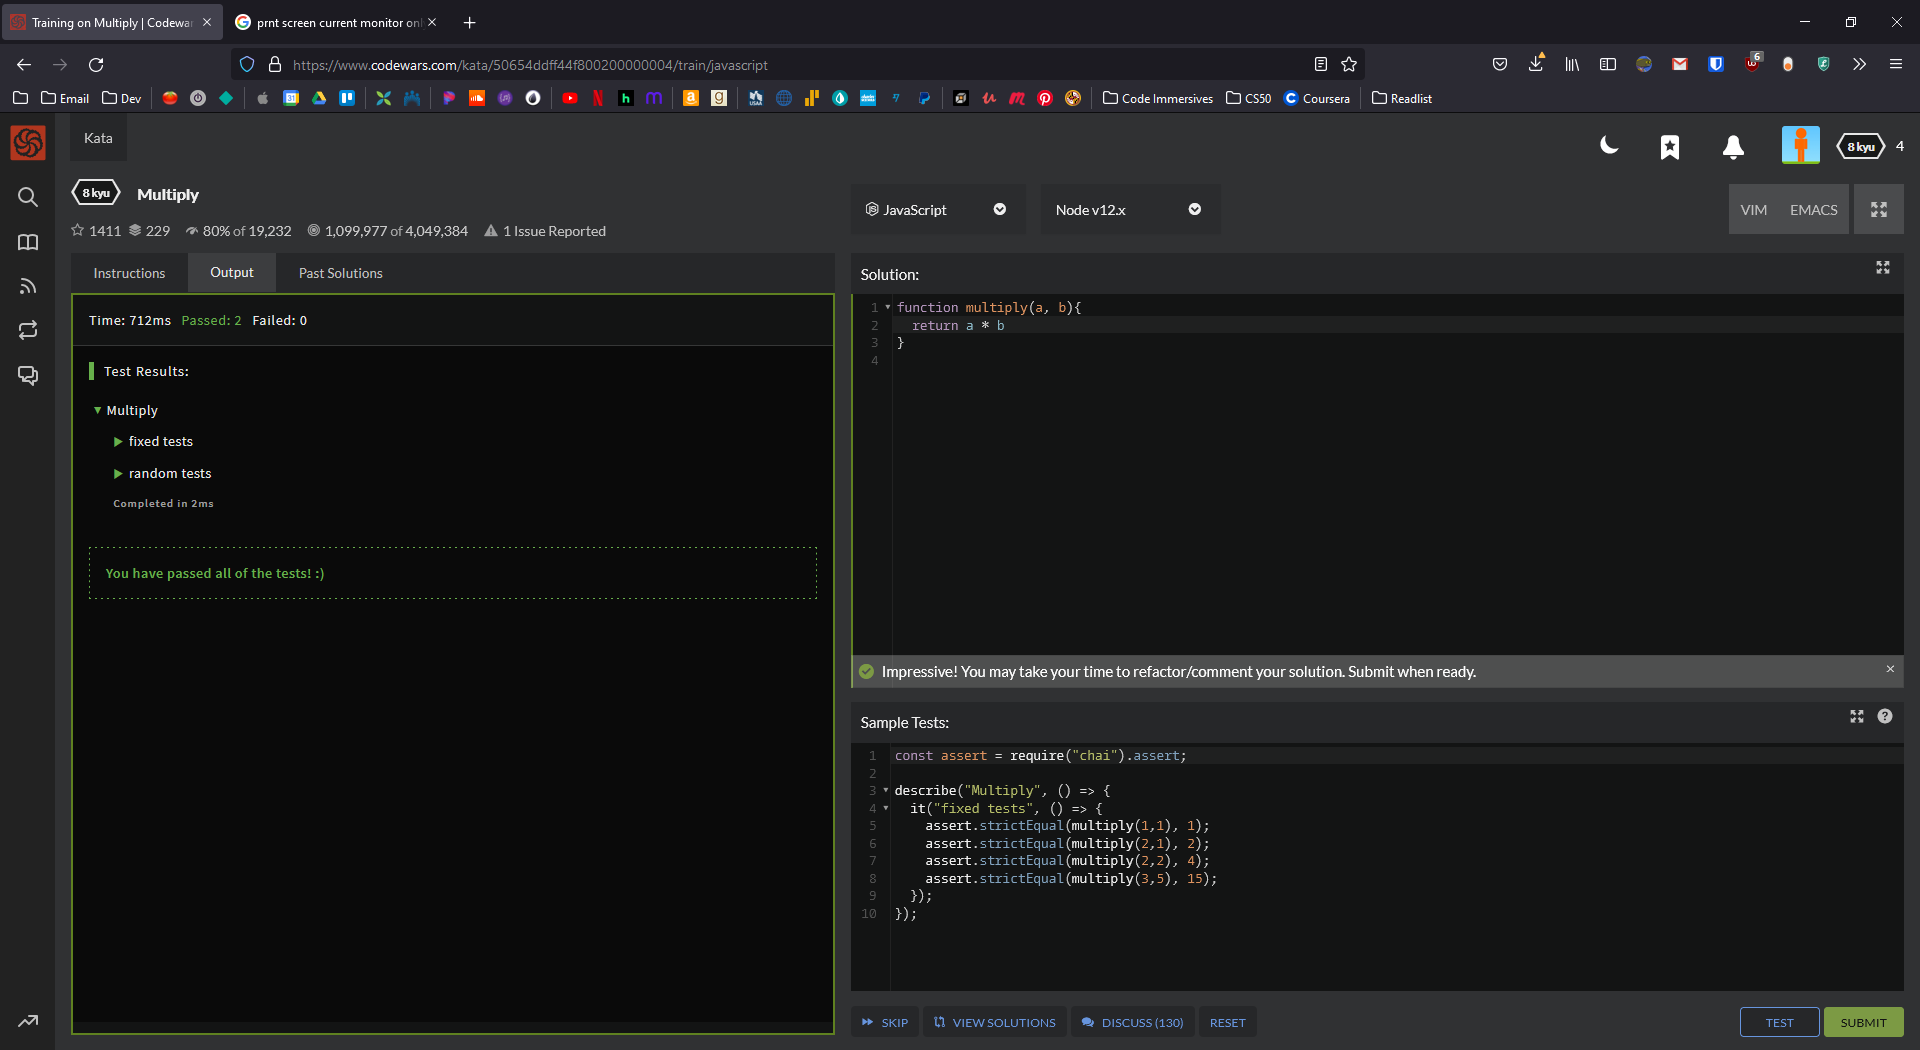 Training on Multiply | Codewar
prnt screen current monitor onl
https://www.codewars.com/kata/50654ddff44f800200000004/train/javascript
6
Email
Dev
Code Immersives
CS50
Coursera
Readlist
Kata
8 kyu
4
8 kyu
Multiply
1411
229
80% of 19,232
1,099,977 of 4,049,384
1 Issue Reported
JavaScript
Node v12.x
VIM
EMACS
Instructions
Output
Past Solutions
Time: 712ms Passed: 2 Failed: 0
Test Results:
Multiply
fixed tests
random tests
Completed in 2ms
You have passed all of the tests! :)
Solution:
1 function multiply(a, b){
2   return a * b
3 }
4
Impressive! You may take your time to refactor/comment your solution. Submit when ready.
Sample Tests:
1 const assert = require("chai").assert;
2
3 describe("Multiply", () => {
4   it("fixed tests", () => {
5     assert.strictEqual(multiply(1,1), 1);
6     assert.strictEqual(multiply(2,1), 2);
7     assert.strictEqual(multiply(2,2), 4);
8     assert.strictEqual(multiply(3,5), 15);
9   });
10 });
SKIP
VIEW SOLUTIONS
DISCUSS (130)
RESET
TEST
SUBMIT